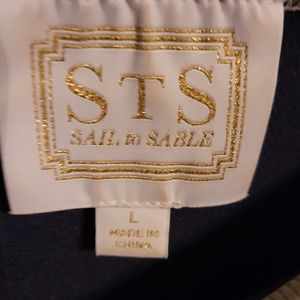 STS
SAIL to SABLE
L
MADE IN
CHINA